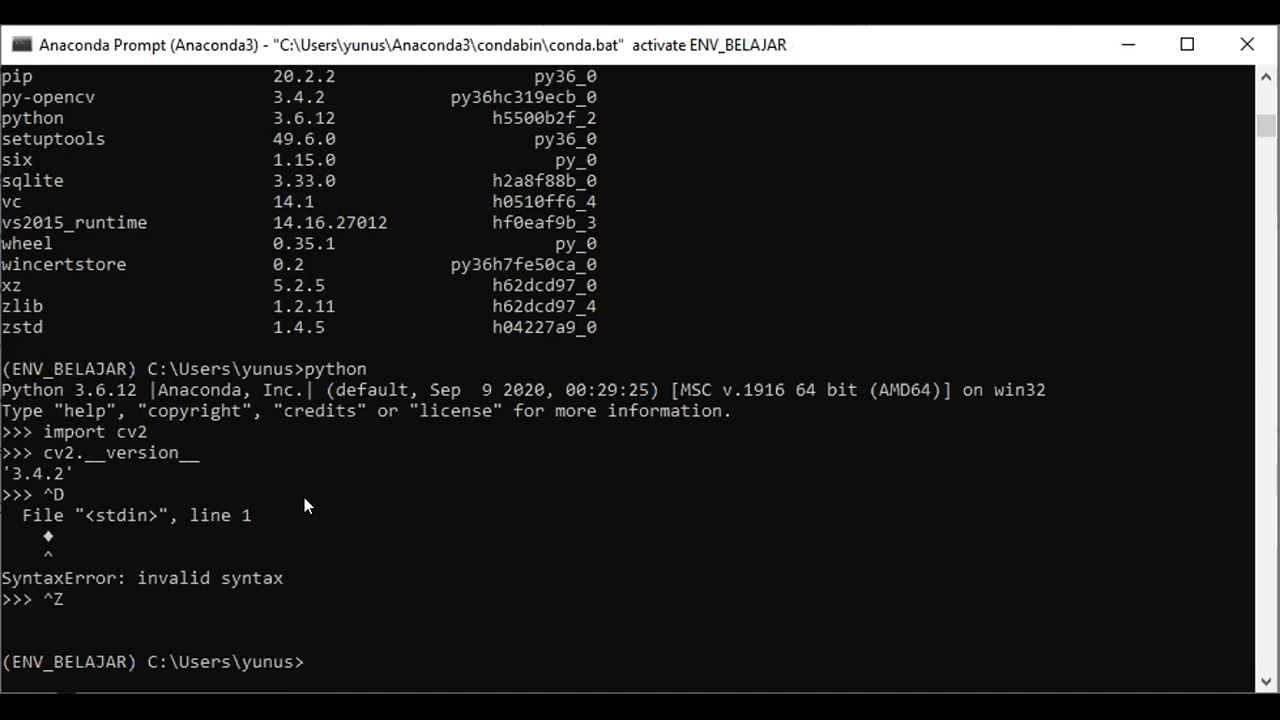 Anaconda Prompt (Anaconda3) - "C:\Users\yunus\Anaconda3\condabin\conda.bat" activate ENV_BELAJAR
pip 20.2.2 py36_0
py-opencv 3.4.2 py36hc319ecb_0
python 3.6.12 h5500b2f_2
setuptools 49.6.0 py36_0
six 1.15.0 py_0
sqlite 3.33.0 h2a8f88b_0
vc 14.1 h0510ff6_4
vs2015_runtime 14.16.27012 hf0eaf9b_3
wheel 0.35.1 py_0
wincertstore 0.2 py36h7fe50ca_0
xz 5.2.5 h62dcd97_0
zlib 1.2.11 h62dcd97_4
zstd 1.4.5 h04227a9_0
(ENV_BELAJAR) C:\Users\yunus>python
Python 3.6.12 |Anaconda, Inc.| (default, Sep  9 2020, 00:29:25) [MSC v.1916 64 bit (AMD64)] on win32
Type "help", "copyright", "credits" or "license" for more information.
>>> import cv2
>>> cv2.__version__
'3.4.2'
>>> ^D
  File "<stdin>", line 1
    ♦
    ^
SyntaxError: invalid syntax
>>> ^Z
(ENV_BELAJAR) C:\Users\yunus>